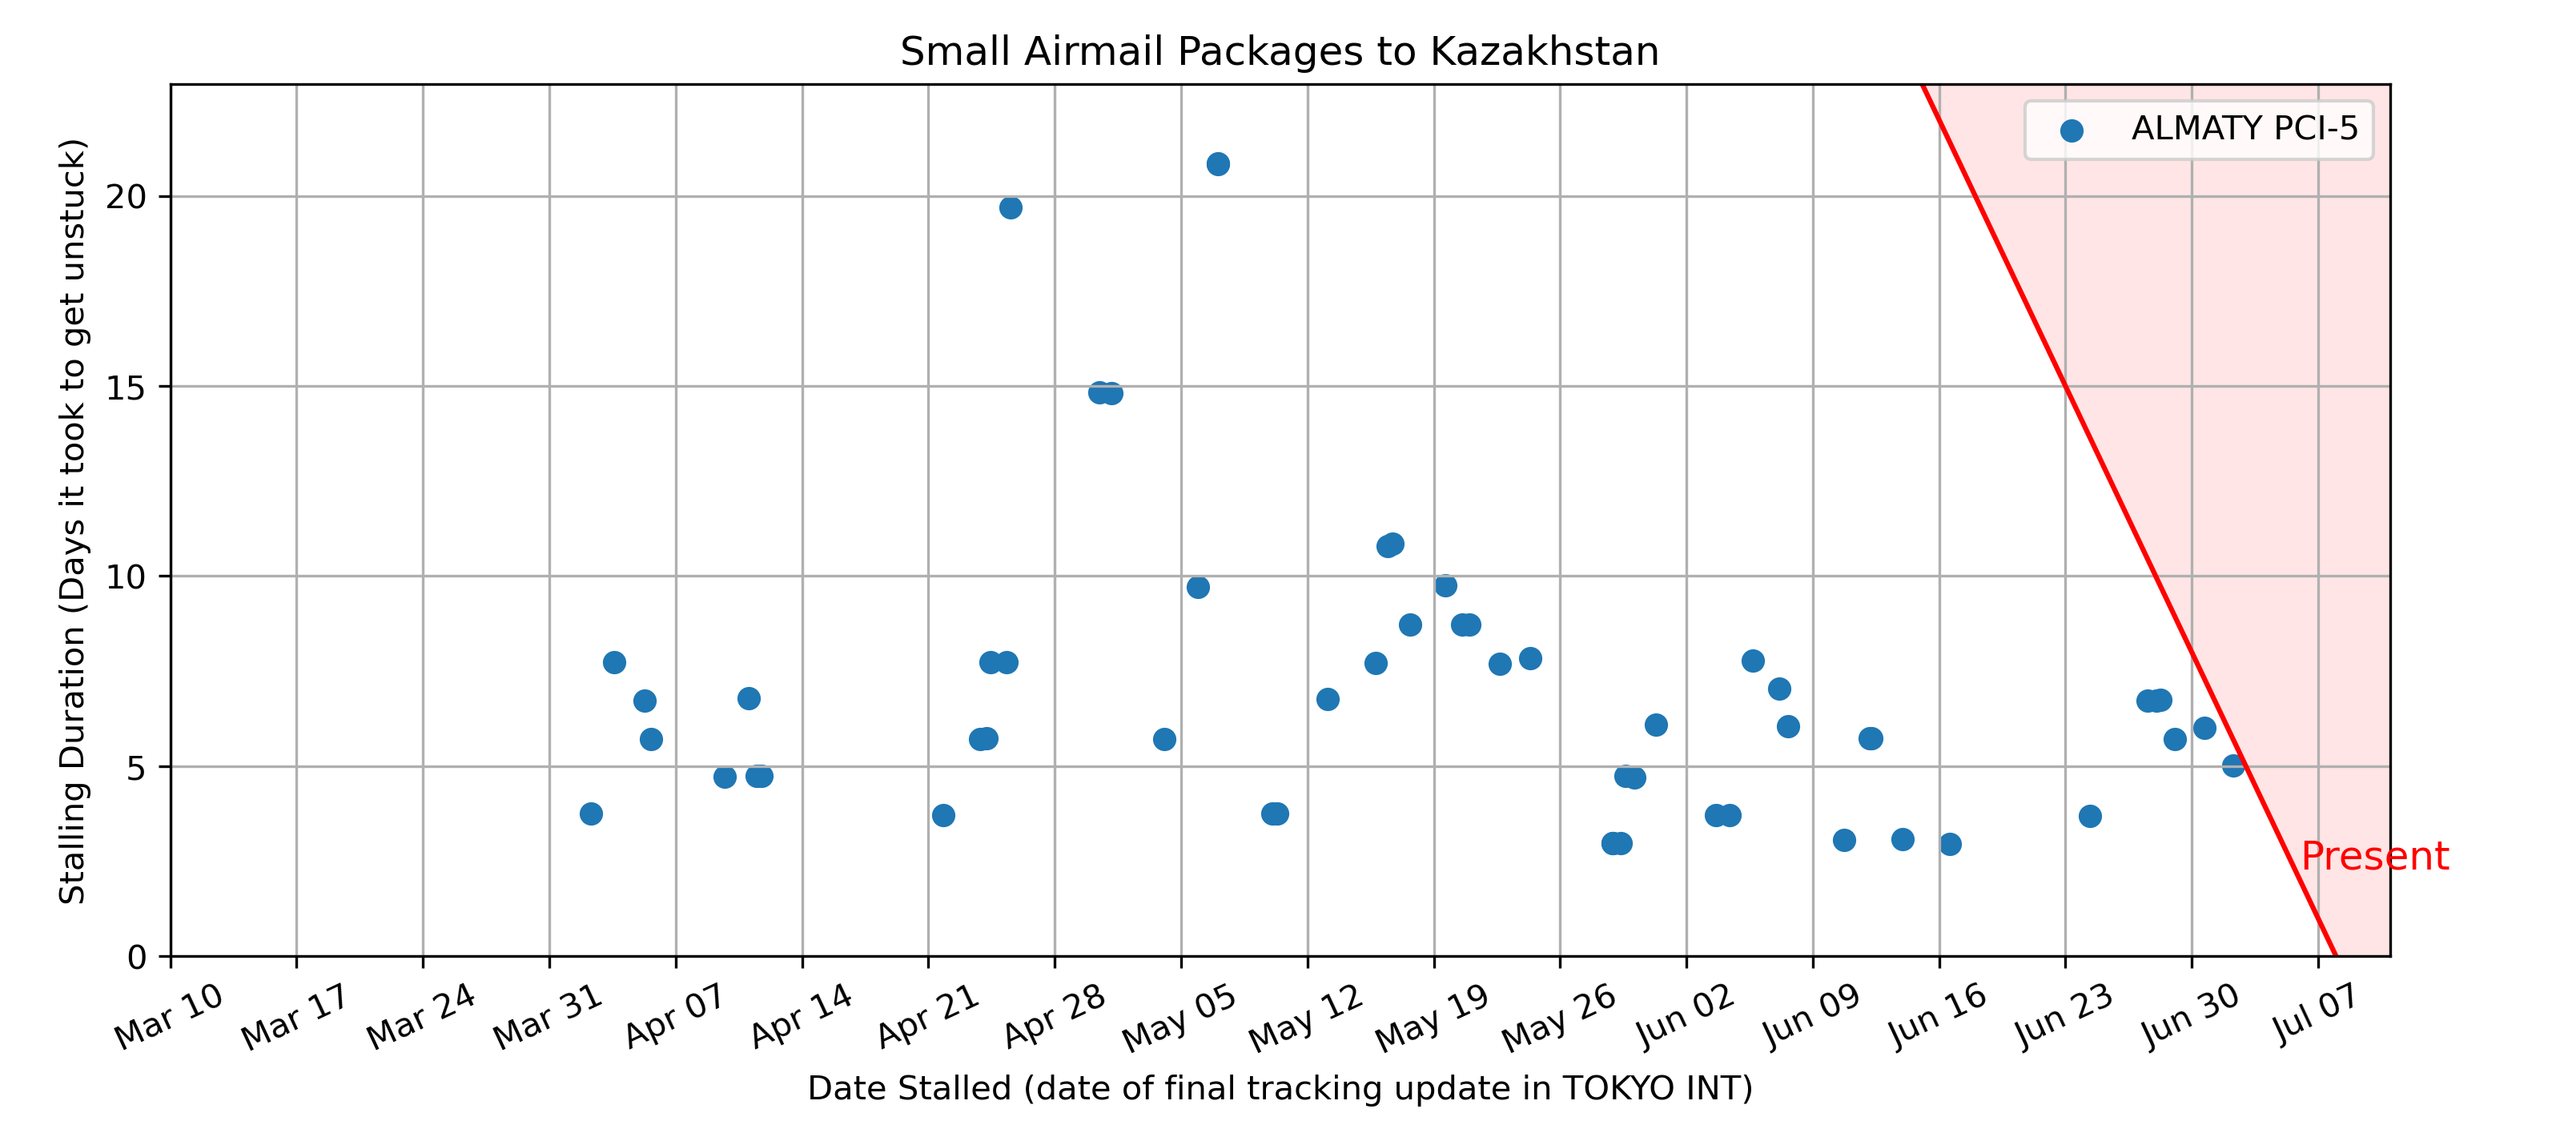 Small Airmail Packages to Kazakhstan
ALMATY PCI-5
Stalling Duration (Days it took to get unstuck)
20
15
10
5
0
Present
Mar 10
Mar 17
Mar 24
Mar 31
Apr 07
Apr 14
Apr 21
Apr 28
May 05
May 12
May 19
May 26
Jun 02
Jun 09
Jun 16
Jun 23
Jun 30
Jul 07
Date Stalled (date of final tracking update in TOKYO INT)